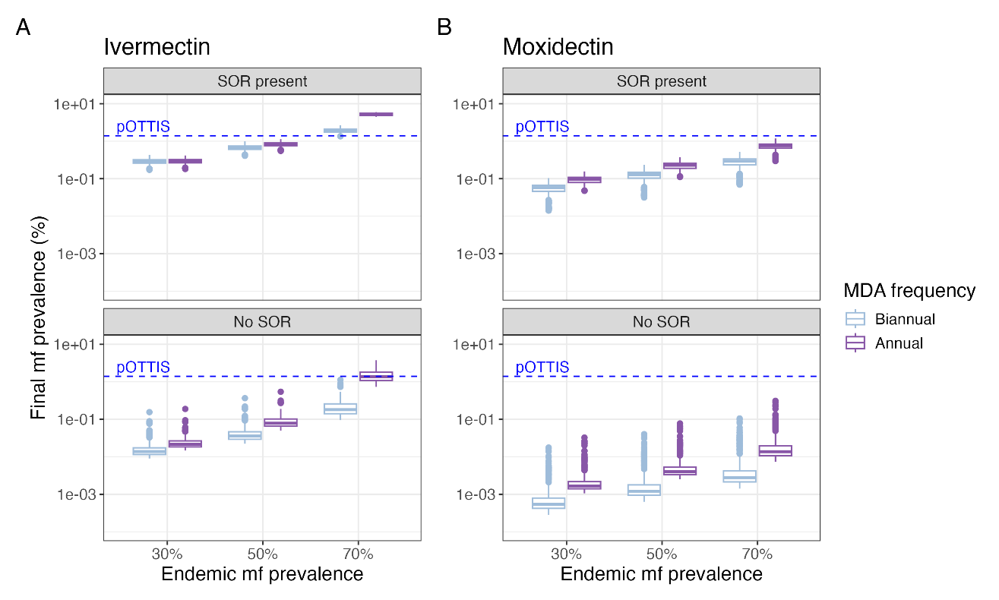 A
Ivermectin
SOR present
1e+01
1e-01
1e-03
pOTTIS
No SOR
1e+01
1e-01
1e-03
pOTTIS
30%
50%
70%
Endemic mf prevalence
Final mf prevalence (%)
B
Moxidectin
SOR present
1e+01
1e-01
1e-03
pOTTIS
No SOR
1e+01
1e-01
1e-03
pOTTIS
30%
50%
70%
Endemic mf prevalence
MDA frequency
Biannual
Annual